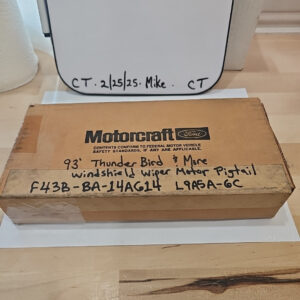 CT. 2/25/25. Mike. CT
Motorcraft Ford
CONTENTS CONFORM TO FEDERAL MOTOR VEHICLE
SAFETY STANDARDS, IF ANY ARE APPLICABLE
93' Thunder Bird & More
Windshield Wiper Motor Pigtail
F43B-BA-14AG14 L9A5A-6C